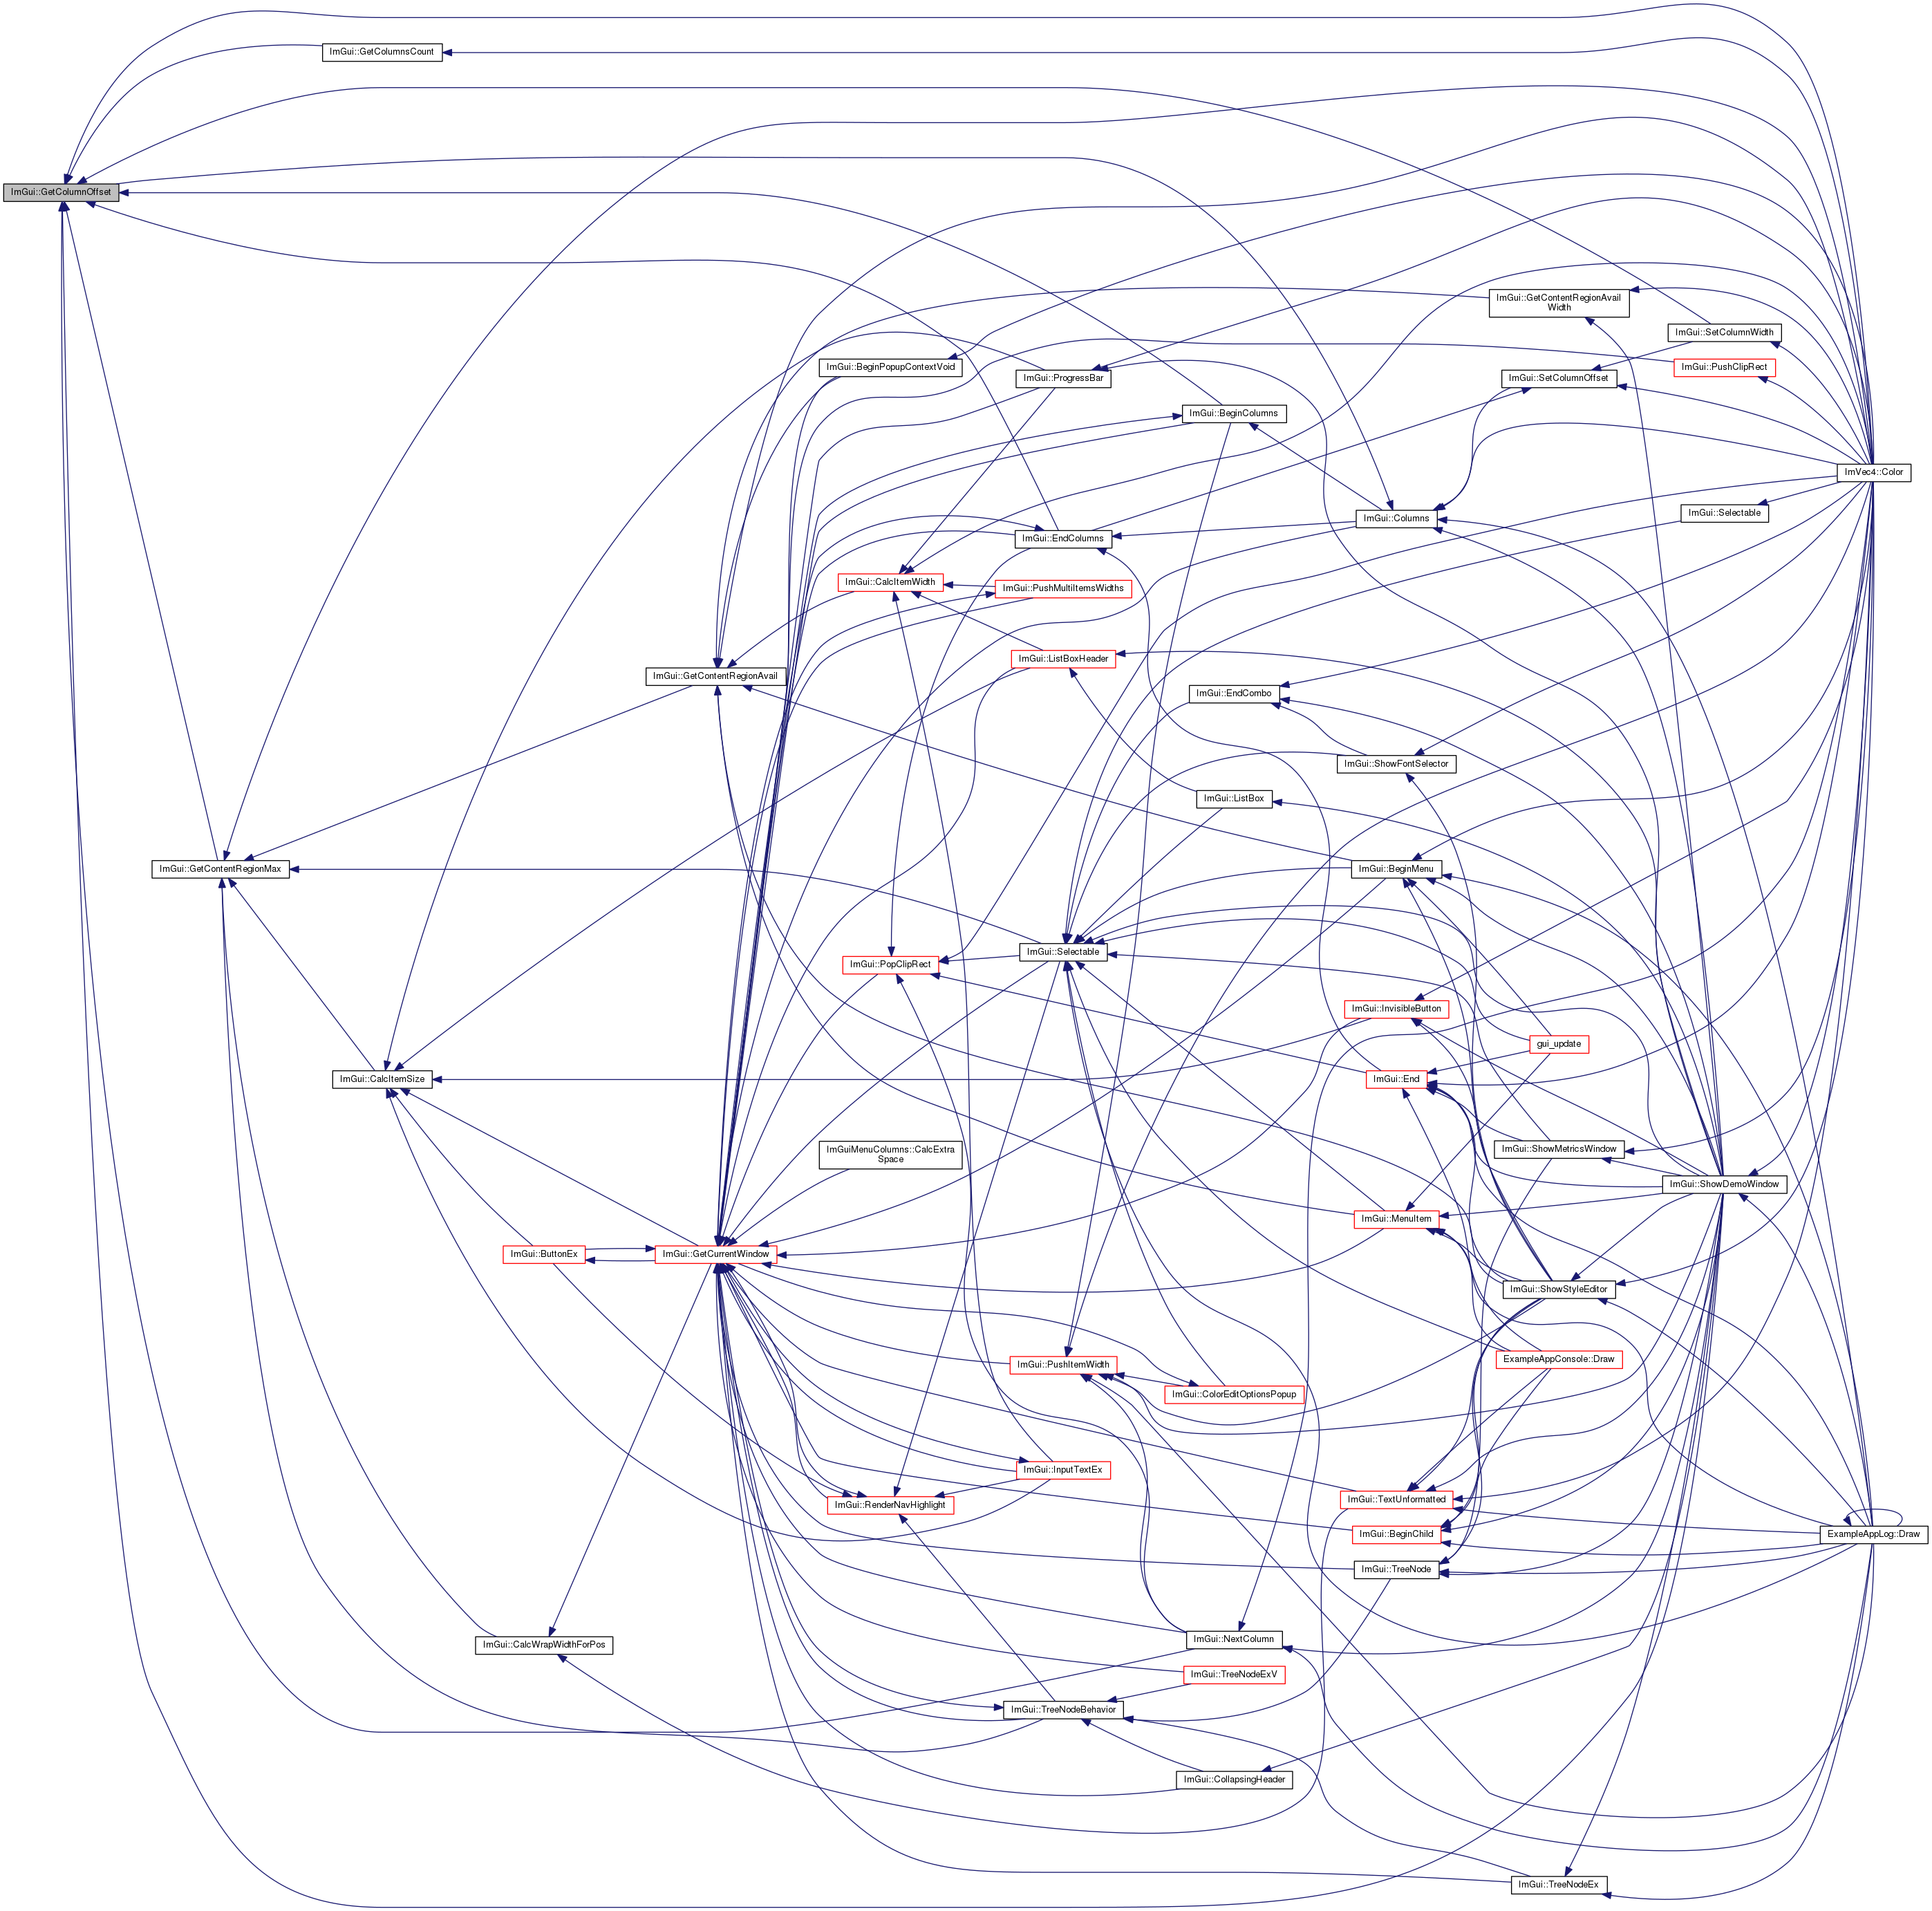 ImGui::GetColumnsCount
ImGui::GetColumnOffset
ImGui::GetContentRegionAvail
Width
ImGui::SetColumnWidth
ImGui::BeginPopupContextVoid
ImGui::PushClipRect
ImGui::ProgressBar
ImGui::SetColumnOffset
ImGui::BeginColumns
ImVec4::Color
ImGui::Selectable
ImGui::Columns
ImGui::EndColumns
ImGui::CalcItemWidth
ImGui::PushMultiItemsWidths
ImGui::ListBoxHeader
ImGui::GetContentRegionAvail
ImGui::EndCombo
ImGui::ShowFontSelector
ImGui::ListBox
ImGui::GetContentRegionMax
ImGui::BeginMenu
ImGui::Selectable
ImGui::PopClipRect
ImGui::InvisibleButton
gui_update
ImGui::CalcItemSize
ImGui::End
ImGuiMenuColumns::CalcExtra
Space
ImGui::ShowMetricsWindow
ImGui::ShowDemoWindow
ImGui::MenuItem
ImGui::ButtonEx
ImGui::GetCurrentWindow
ImGui::ShowStyleEditor
ImGui::PushItemWidth
ExampleAppConsole::Draw
ImGui::ColorEditOptionsPopup
ImGui::InputTextEx
ImGui::RenderNavHighlight
ImGui::TextUnformatted
ImGui::BeginChild
ExampleAppLog::Draw
ImGui::TreeNode
ImGui::CalcWrapWidthForPos
ImGui::NextColumn
ImGui::TreeNodeExV
ImGui::TreeNodeBehavior
ImGui::CollapsingHeader
ImGui::TreeNodeEx